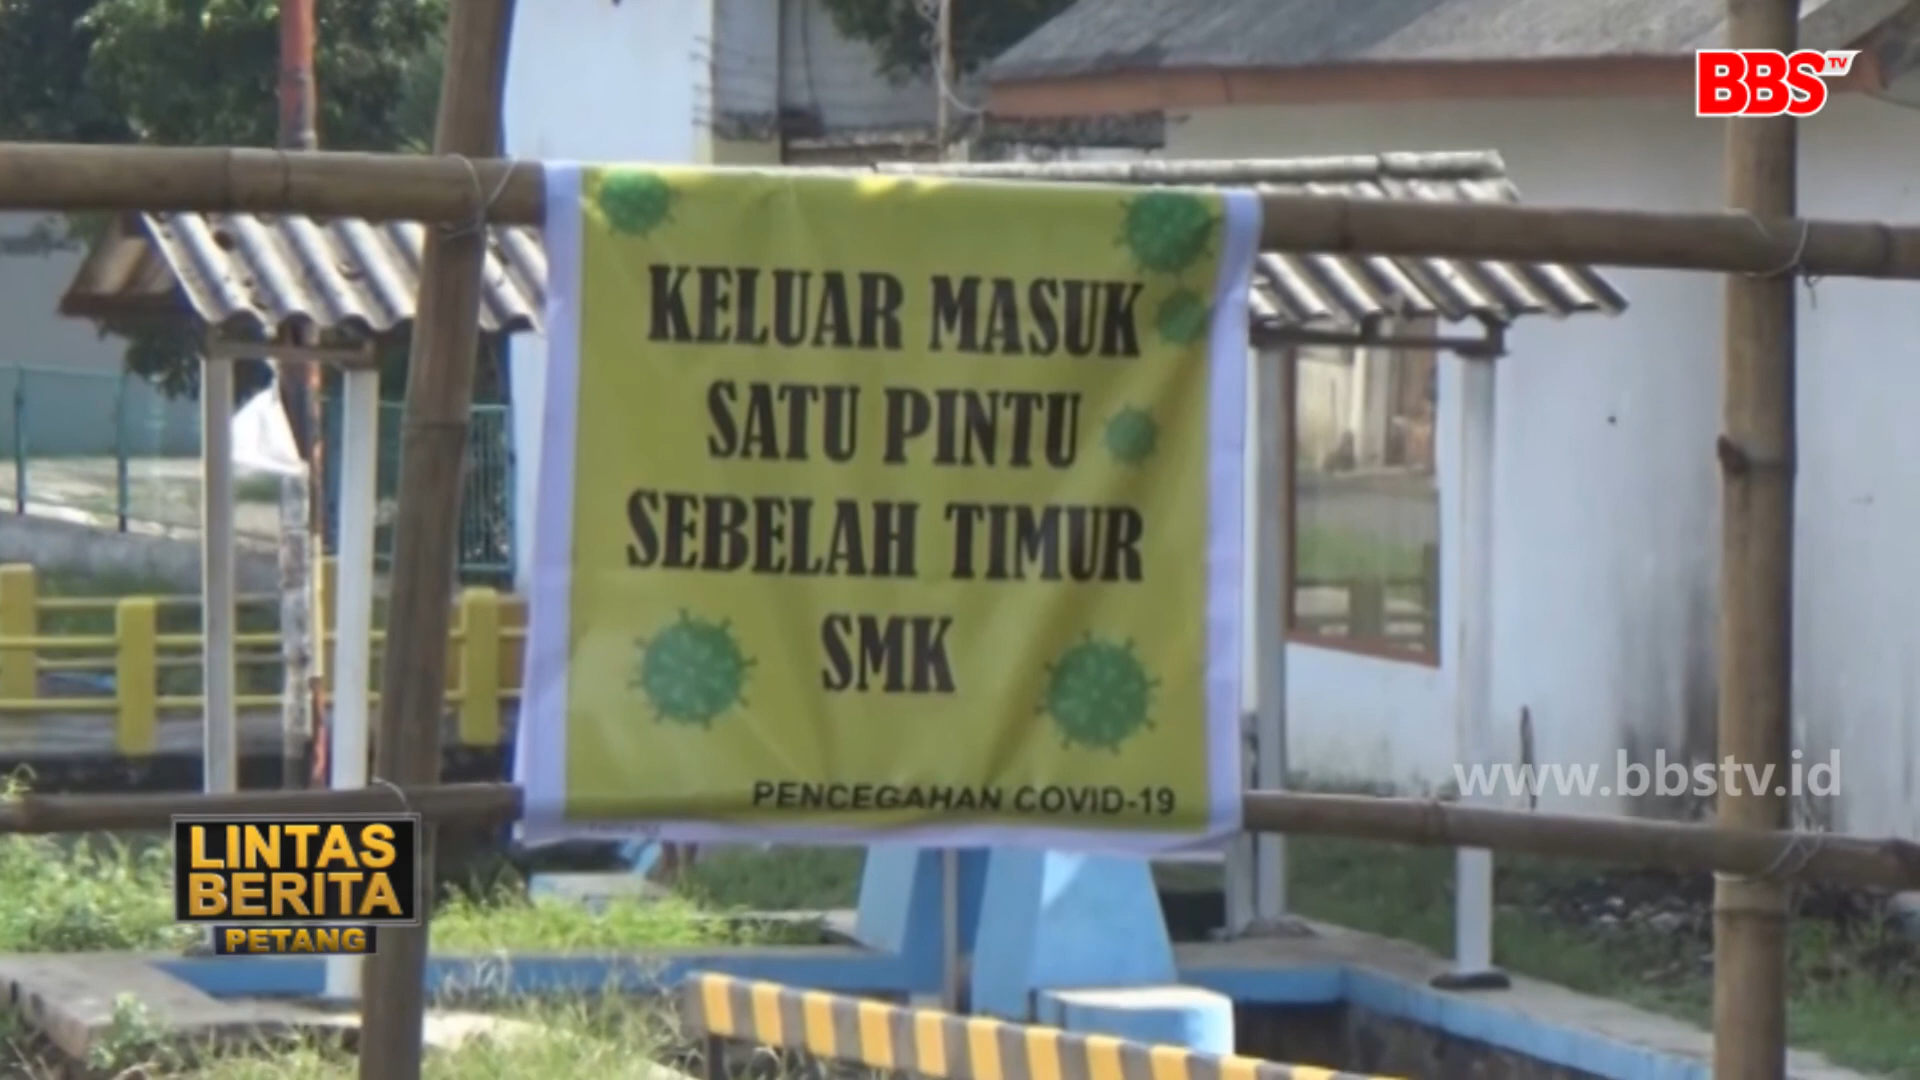 BBS TV
KELUAR MASUK
SATU PINTU
SEBELAH TIMUR
SMK
PENCEGAHAN COVID-19
www.bbstv.id
LINTAS
BERITA
PETANG